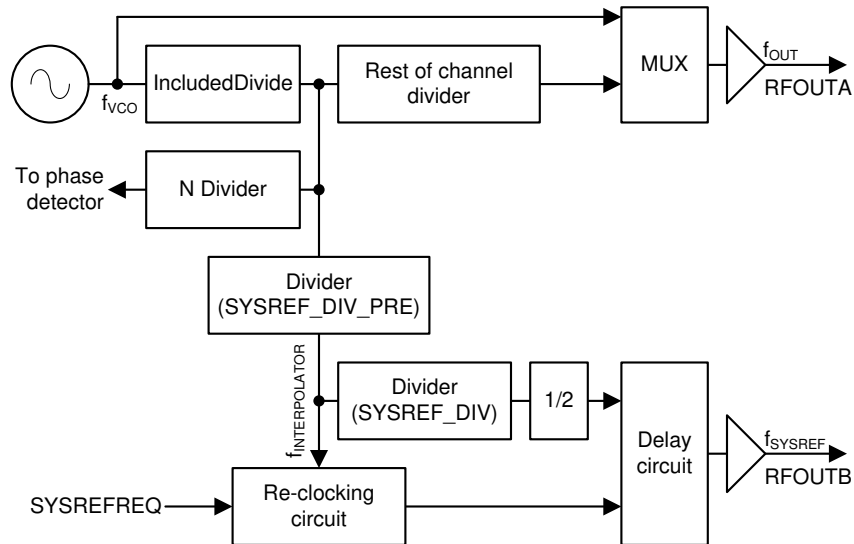 IncludedDivide
Rest of channel
divider
MUX
fOUT
RFOUTA
fVCO
To phase
detector
N Divider
Divider
(SYSREF_DIV_PRE)
fINTERPOLATOR
Divider
(SYSREF_DIV)
1/2
Delay
circuit
fSYSREF
RFOUTB
SYSREFREQ
Re-clocking
circuit